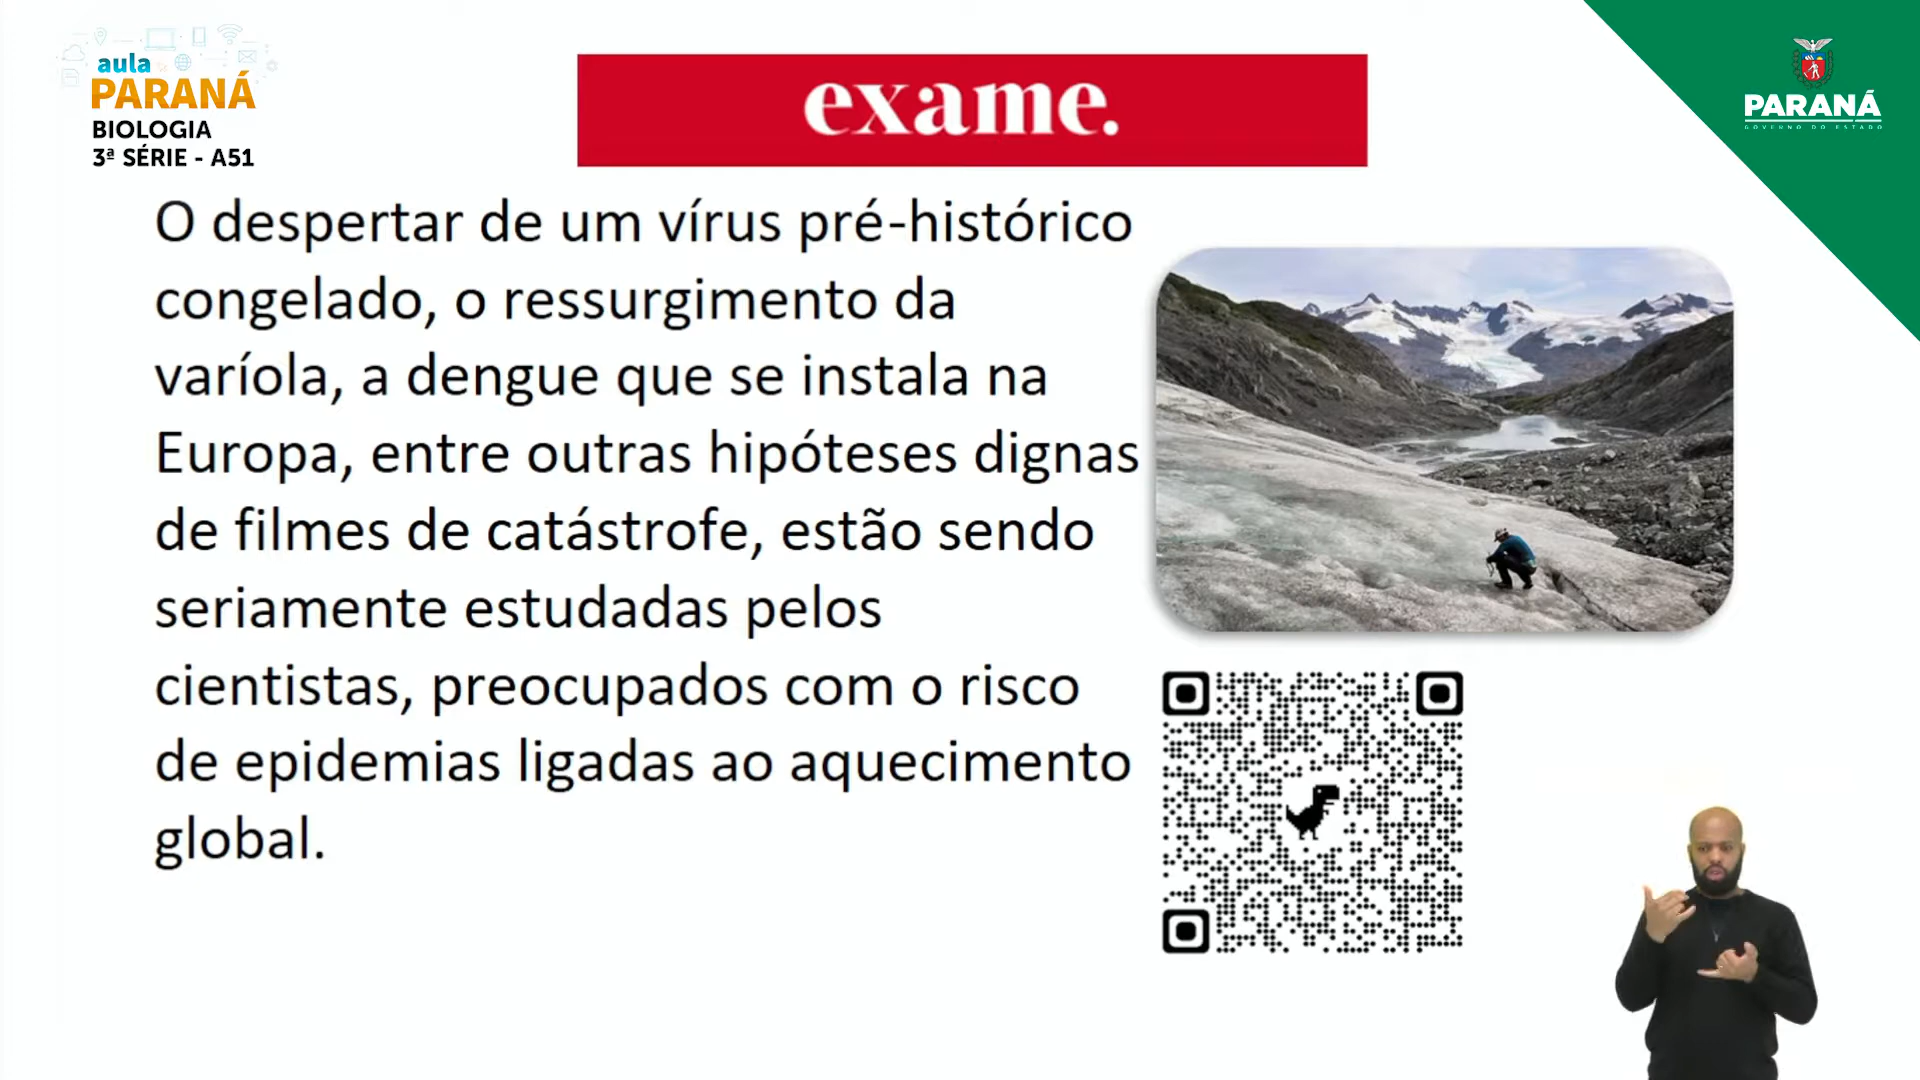 aula
PARANÁ
BIOLOGIA
3ª SÉRIE - A51
exame.
PARANÁ
GOVERNO DO ESTADO
O despertar de um vírus pré-histórico
congelado, o ressurgimento da
varíola, a dengue que se instala na
Europa, entre outras hipóteses dignas
de filmes de catástrofe, estão sendo
seriamente estudadas pelos
cientistas, preocupados com o risco
de epidemias ligadas ao aquecimento
global.